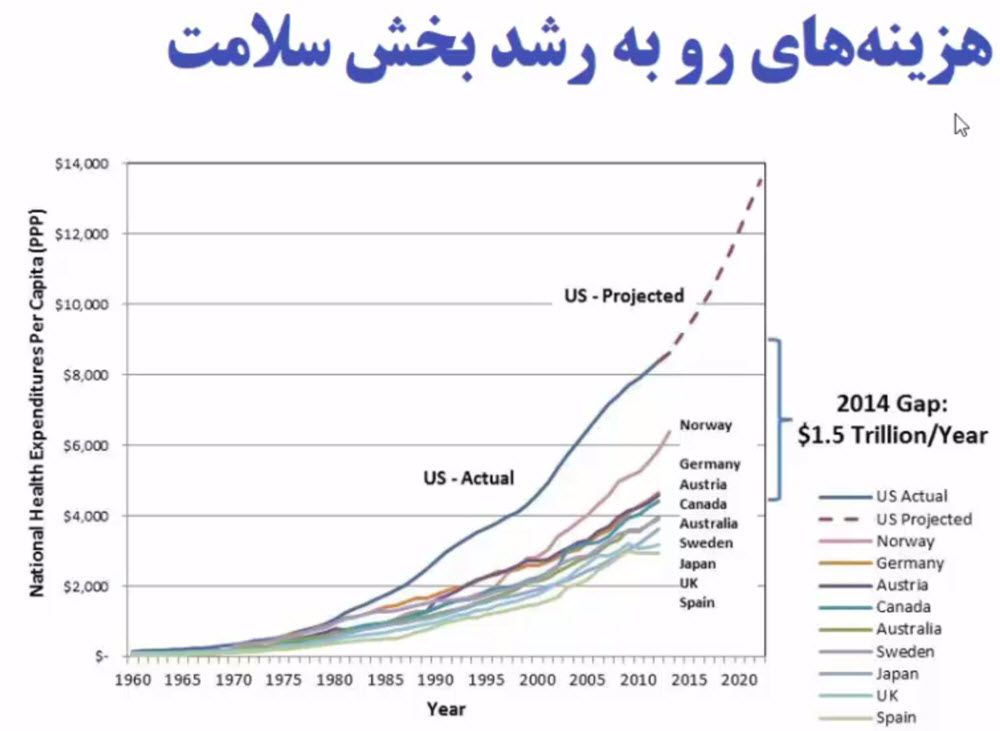 هزینه‌های رو به رشد بخش سلامت
$14,000
$12,000
$10,000
$8,000
$6,000
$4,000
$2,000
$-
National Health Expenditures Per Capita (PPP)
US - Projected
US - Actual
Norway
Germany
Austria
Canada
Australia
Sweden
Japan
UK
Spain
2014 Gap:
$1.5 Trillion/Year
US Actual
US Projected
Norway
Germany
Austria
Canada
Australia
Sweden
Japan
UK
Spain
1960 1965 1970 1975 1980 1985 1990 1995 2000 2005 2010 2015 2020
Year